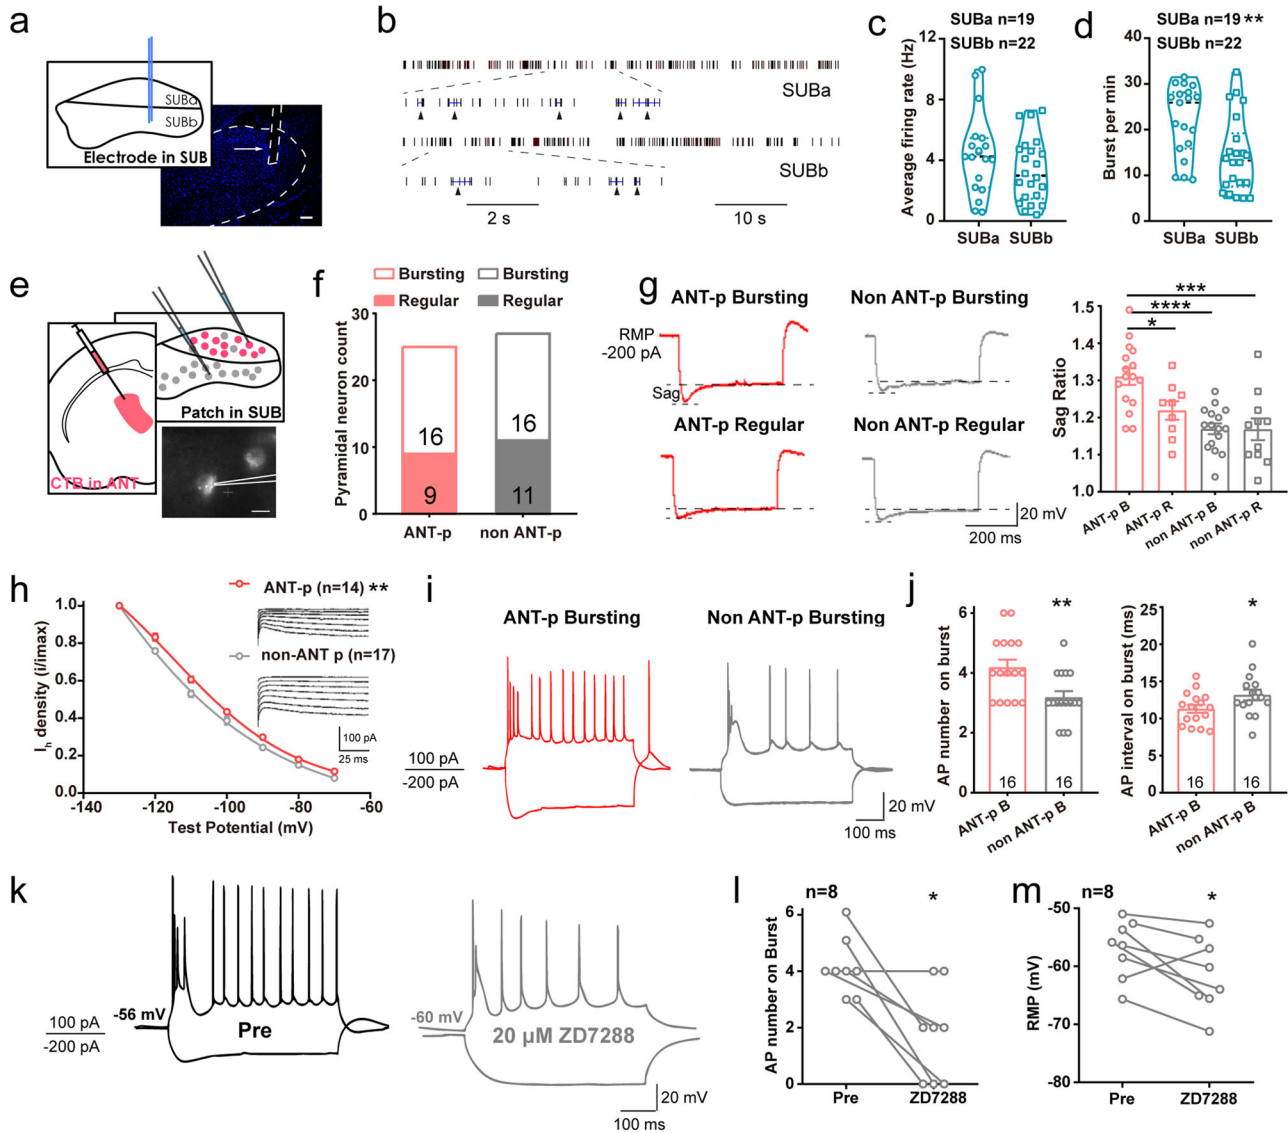 a
SUBa
SUBb
Electrode in SUB
b
SUBa
SUBb
2 s
10 s
c
SUBa n=19
SUBb n=22
Average firing rate (Hz)
12
8
4
0
SUBa SUBb
d
SUBa n=19 **
SUBb n=22
Burst per min
40
30
20
10
0
SUBa SUBb
e
CTB in ANT
Patch in SUB
f
Bursting
Regular
Bursting
Regular
Pyramidal neuron count
30
20
10
0
16
9
16
11
ANT-p non ANT-p
g
ANT-p Bursting
Non ANT-p Bursting
RMP
-200 pA
Sag
ANT-p Regular
Non ANT-p Regular
20 mV
200 ms
***
****
*
Sag Ratio
1.5
1.4
1.3
1.2
1.1
1.0
ANT-p B
ANT-p R
non ANT-p B
non ANT-p R
h
ANT-p (n=14) **
non-ANT p (n=17)
100 pA
25 ms
Ih density (i/imax)
1.0
0.8
0.6
0.4
0.2
0.0
-140 -120 -100 -80 -60
Test Potential (mV)
i
ANT-p Bursting
Non ANT-p Bursting
100 pA
-200 pA
20 mV
100 ms
j
AP number on burst
6
4
2
0
**
16
16
ANT-p B
non ANT-p B
AP interval on burst (ms)
25
20
15
10
5
0
*
16
16
ANT-p B
non ANT-p B
k
-56 mV
100 pA
-200 pA
Pre
-60 mV
20 μM ZD7288
20 mV
100 ms
l
n=8
*
AP number on Burst
6
4
2
0
Pre ZD7288
m
n=8
*
RMP (mV)
-50
-60
-70
-80
Pre ZD7288